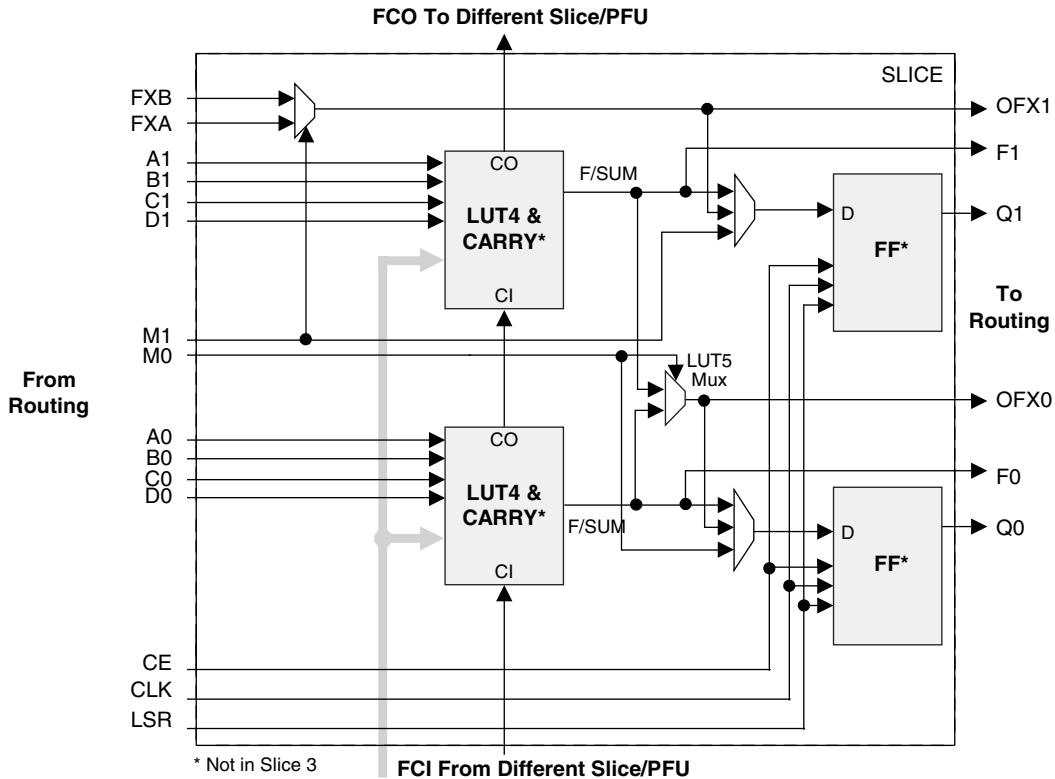 FCO To Different Slice/PFU
SLICE
FXB
FXA
OFX1
A1
B1
C1
D1
CO
F/SUM
F1
LUT4 &
CARRY*
D
FF*
Q1
CI
To
Routing
M1
M0
From
Routing
LUT5
Mux
OFX0
A0
B0
C0
D0
CO
LUT4 &
CARRY*
F/SUM
F0
D
FF*
Q0
CI
CE
CLK
LSR
* Not in Slice 3
FCI From Different Slice/PFU